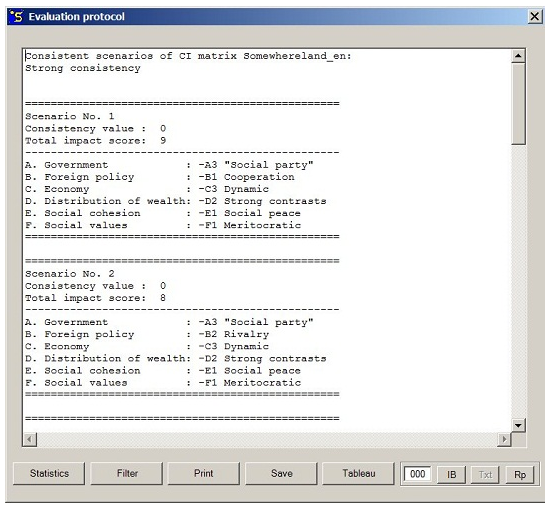 Evaluation protocol
Consistent scenarios of CI matrix Somewhereland_en:
Strong consistency
=================================================
Scenario No. 1
Consistency value :  0
Total impact score:  9
-------------------------------------------------
A. Government            : -A3 "Social party"
B. Foreign policy        : -B1 Cooperation
C. Economy               : -C3 Dynamic
D. Distribution of wealth: -D2 Strong contrasts
E. Social cohesion       : -E1 Social peace
F. Social values         : -F1 Meritocratic
=================================================
=================================================
Scenario No. 2
Consistency value :  0
Total impact score:  8
-------------------------------------------------
A. Government            : -A3 "Social party"
B. Foreign policy        : -B2 Rivalry
C. Economy               : -C3 Dynamic
D. Distribution of wealth: -D2 Strong contrasts
E. Social cohesion       : -E1 Social peace
F. Social values         : -F1 Meritocratic
=================================================
=================================================
Statistics Filter Print Save Tableau 000 IB Txt Rp